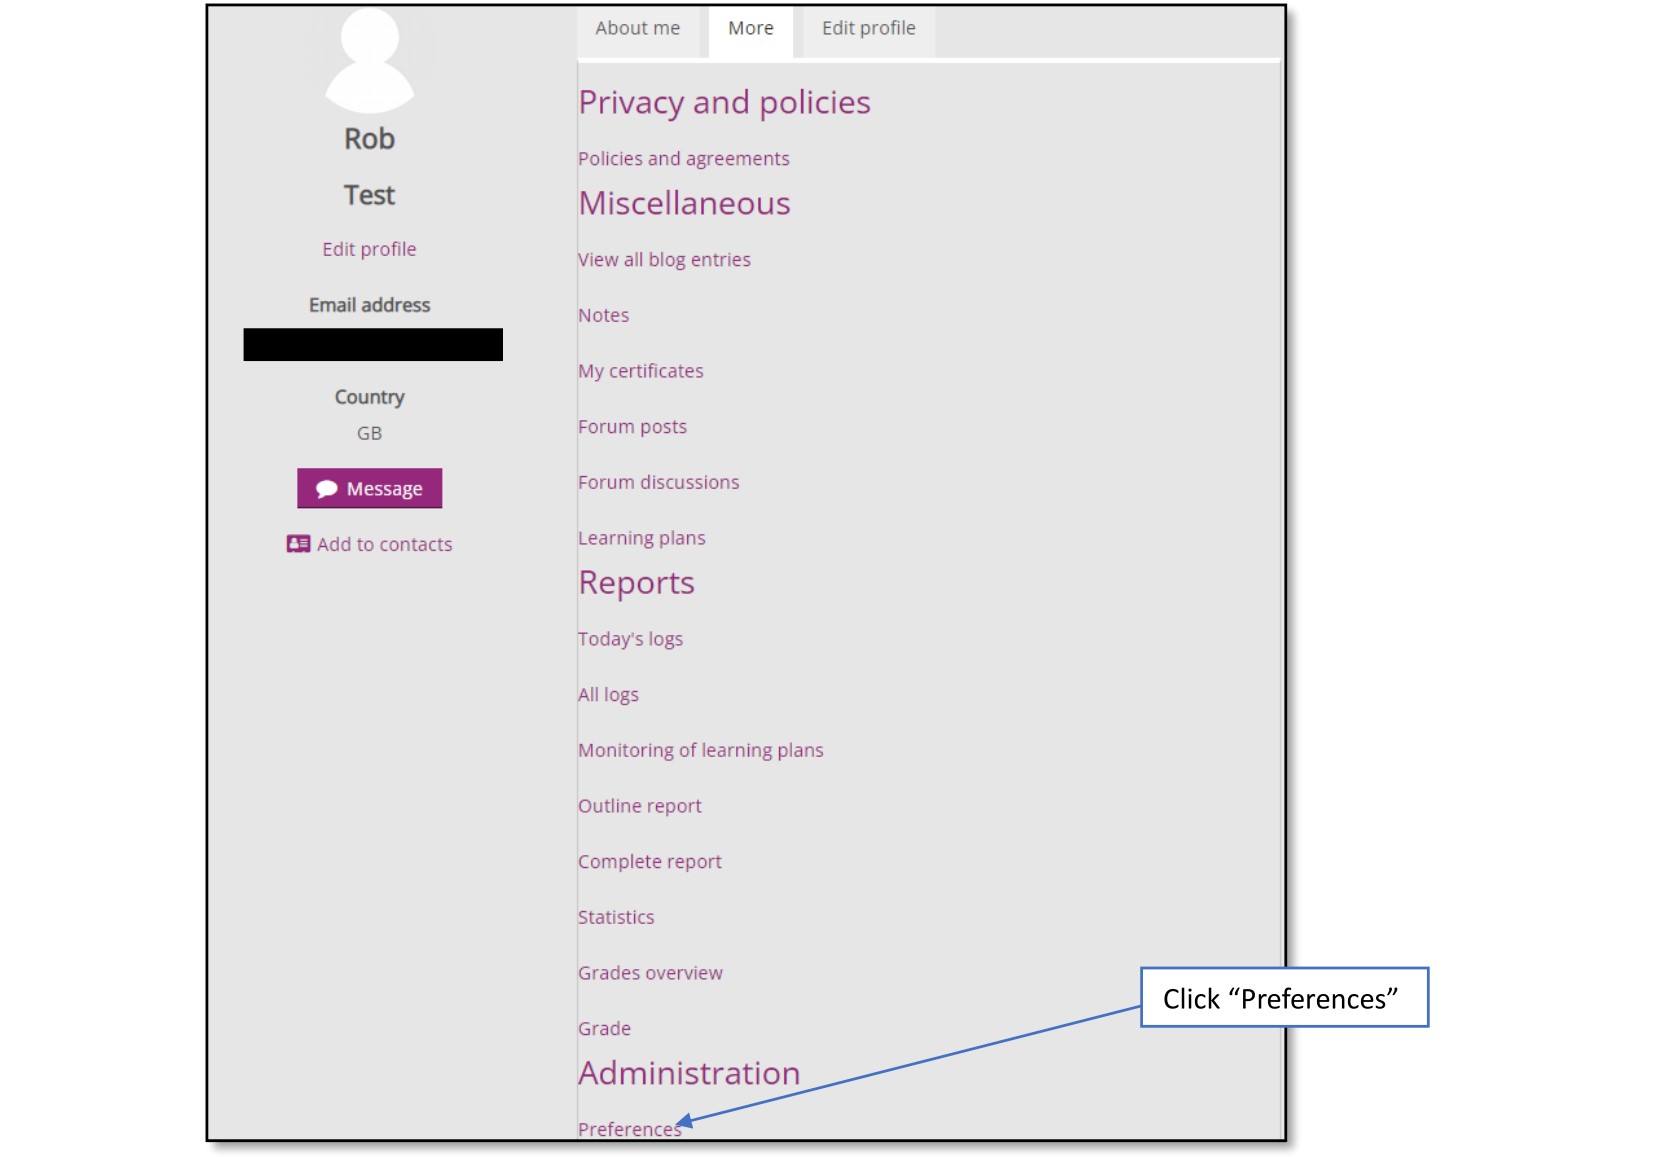 About me
More
Edit profile
Rob
Test
Edit profile
Email address
Country
GB
Message
Add to contacts
Privacy and policies
Policies and agreements
Miscellaneous
View all blog entries
Notes
My certificates
Forum posts
Forum discussions
Learning plans
Reports
Today's logs
All logs
Monitoring of learning plans
Outline report
Complete report
Statistics
Grades overview
Grade
Administration
Preferences
Click “Preferences”